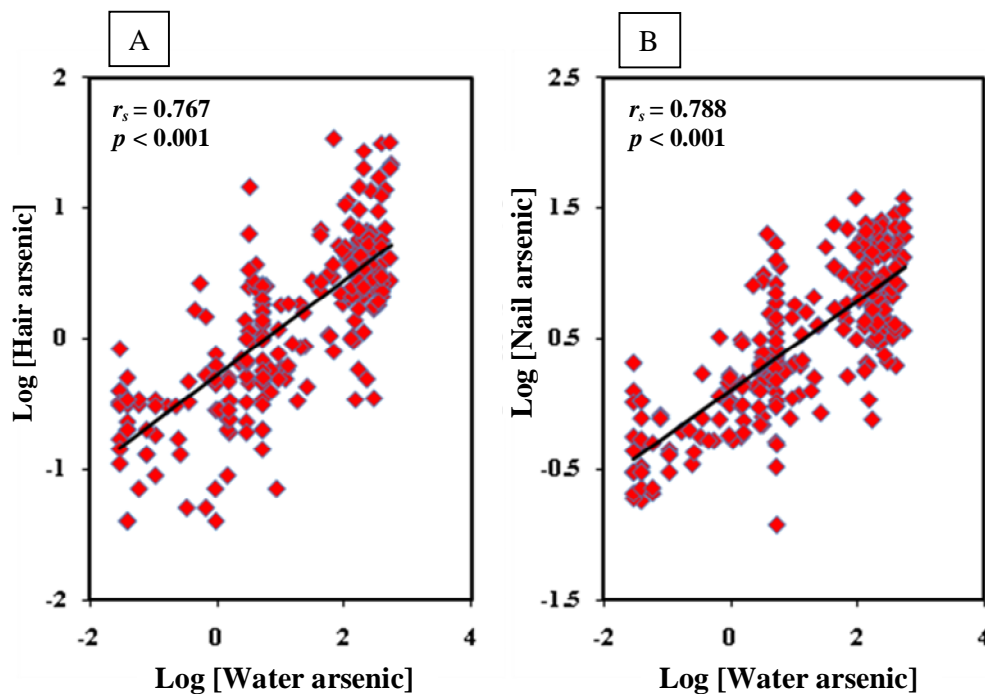 A
2
r_s = 0.767
p < 0.001
1
0
-1
-2
-2 0 2 4
Log [Hair arsenic]
Log [Water arsenic]
B
2.5
r_s = 0.788
p < 0.001
1.5
0.5
-0.5
-1.5
-2 0 2 4
Log [Nail arsenic]
Log [Water arsenic]